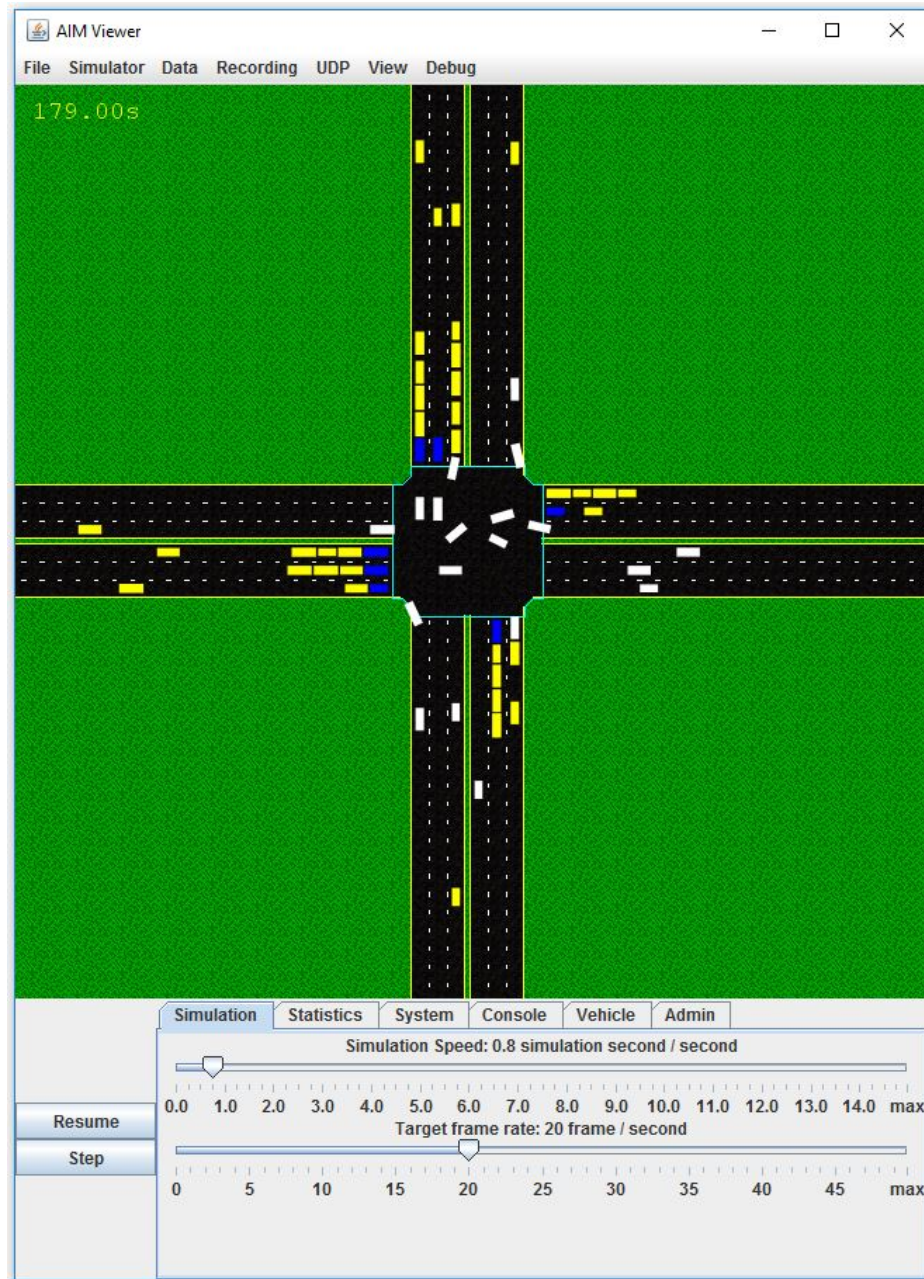 AIM Viewer
File Simulator Data Recording UDP View Debug
179.00s
Simulation Statistics System Console Vehicle Admin
Simulation Speed: 0.8 simulation second / second
0.0 1.0 2.0 3.0 4.0 5.0 6.0 7.0 8.0 9.0 10.0 11.0 12.0 13.0 14.0 max
Resume
Target frame rate: 20 frame / second
Step
0 5 10 15 20 25 30 35 40 45 max